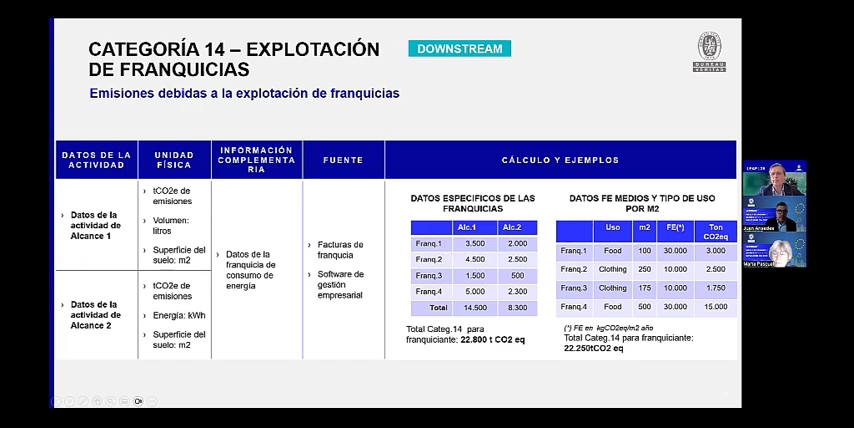 CATEGORÍA 14 – EXPLOTACIÓN
DE FRANQUICIAS
DOWNSTREAM
BUREAU
VERITAS
Emisiones debidas a la explotación de franquicias
DATOS DE LA
ACTIVIDAD
UNIDAD
FÍSICA
INFORMACIÓN
COMPLEMENTA
RIA
FUENTE
CÁLCULO Y EJEMPLOS
› Datos de la
actividad de
Alcance 1
› tCO2e de
emisiones
› Volumen:
litros
› Superficie del
suelo: m2
› Datos de la
actividad de
Alcance 2
› tCO2e de
emisiones
› Energía: kWh
› Superficie del
suelo: m2
› Datos de la
franquicia de
consumo de
energía
› Facturas de
franqucia
› Software de
gestión
empresarial
DATOS ESPECIFICOS DE LAS
FRANQUICIAS
Alc.1 Alc.2
Franq.1 3.500 2.000
Franq.2 4.500 2.500
Franq.3 1.500 500
Franq.4 5.000 2.300
Total 14.500 8.300
Total Categ.14 para
franquiciante: 22.800 t CO2 eq
DATOS FE MEDIOS Y TIPO DE USO
POR M2
Uso m2 FE(*) Ton
CO2eq
Franq.1 Food 100 30.000 3.000
Franq.2 Clothing 250 10.000 2.500
Franq.3 Clothing 175 10.000 1.750
Franq.4 Food 500 30.000 15.000
(*) FE en kgCO2eq/m2 año
Total Categ.14 para franquiciante:
22.250tCO2 eq